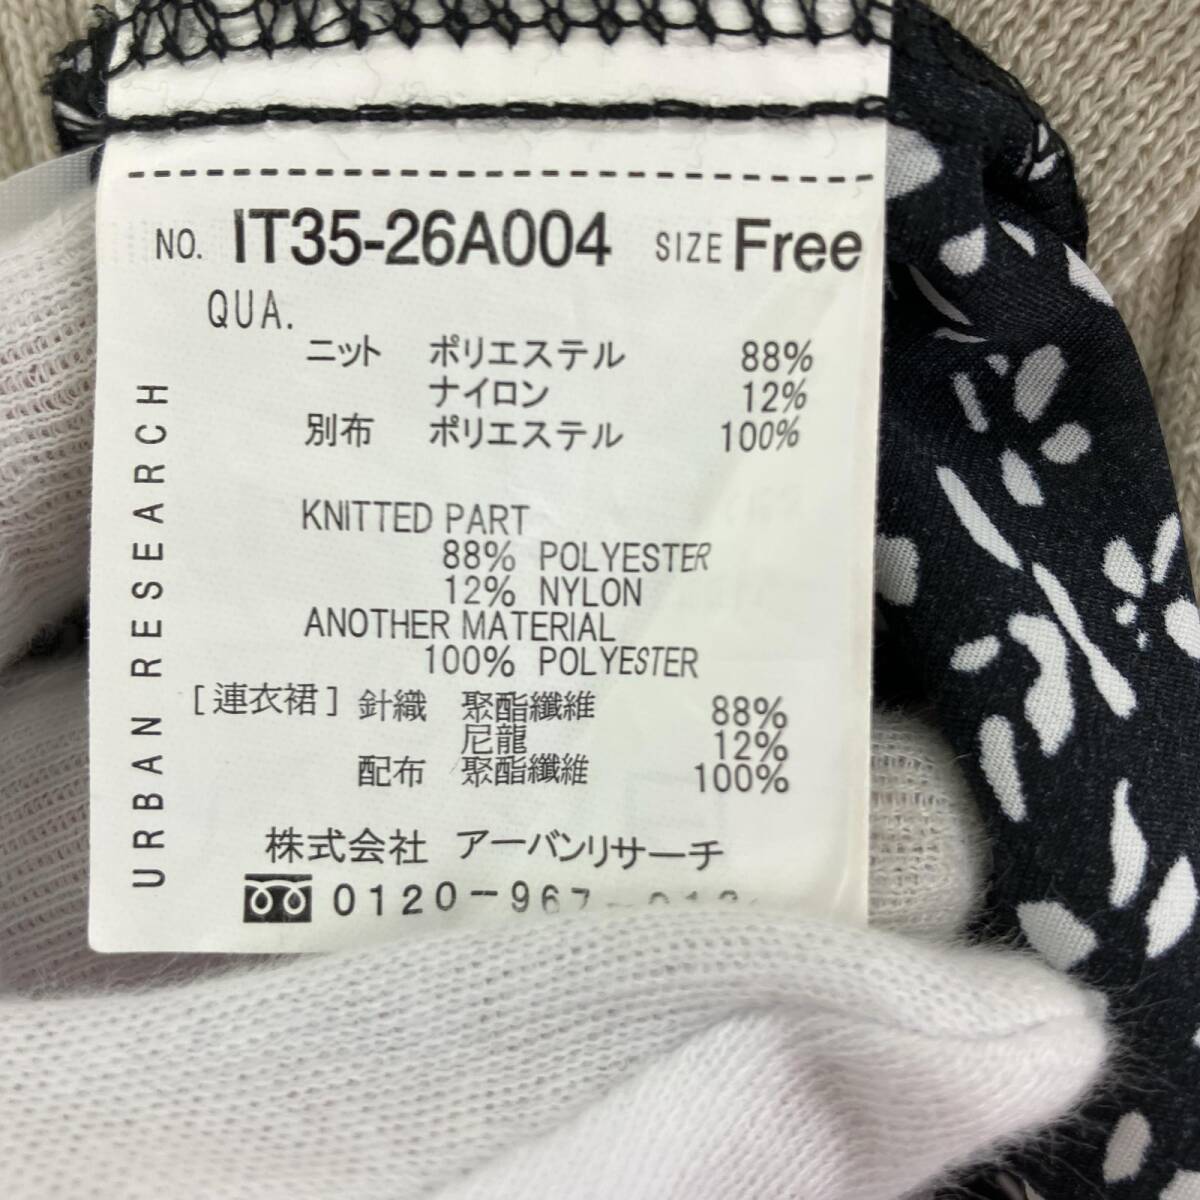 NO. IT35-26A004 SIZE Free
QUA.
ニット ポリエステル 88%
ナイロン 12%
別布 ポリエステル 100%
KNITTED PART
88% POLYESTER
12% NYLON
ANOTHER MATERIAL
100% POLYESTER
[連衣裙] 針織 聚酯纖維 88%
尼龍 12%
配布 聚酯纖維 100%
株式会社 アーバンリサーチ
0120-967-
URBAN RESEARCH